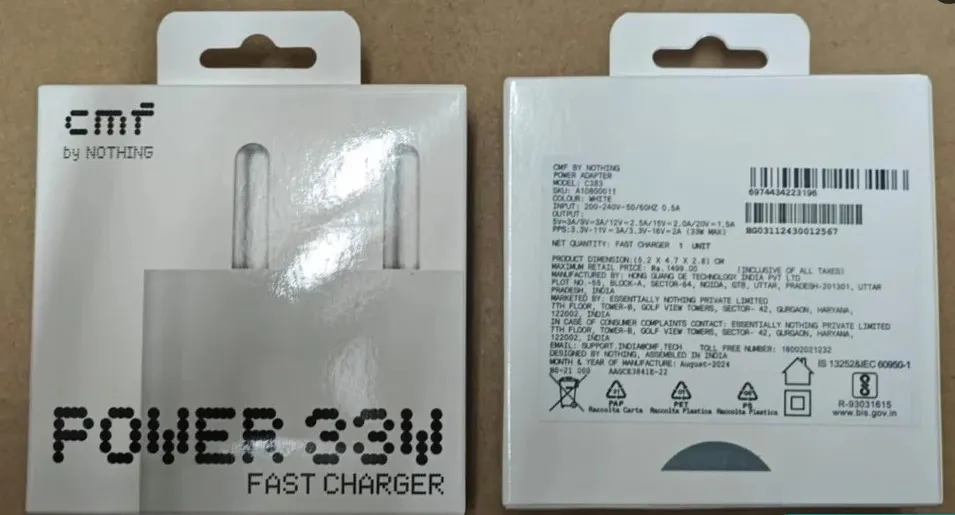 cmf
by NOTHING
POWER 33W
FAST CHARGER
CMF BY NOTHING
POWER ADAPTER
MODEL: C383
SKU: A10600011
COLOUR: WHITE
INPUT: 200-240V~50/60HZ 0.5A
OUTPUT:
5V⎓3A/9V⎓3A/12V⎓2.5A/15V⎓2.0A/20V⎓1.5A
PPS:3.3V-11V⎓3A/3.3V-16V⎓2A (33W MAX)
NET QUANTITY: FAST CHARGER 1 UNIT
6974434223196
BG03112430012567
PRODUCT DIMENSION:(5.2 X 4.7 X 2.8) CM
MAXIMUM RETAIL PRICE: Rs.1499.00 (INCLUSIVE OF ALL TAXES)
MANUFACTURED BY: HONG GUANG DE TECHNOLOGY INDIA PVT LTD
PLOT NO.-55, BLOCK-A, SECTOR-64, NOIDA, GTB, UTTAR, PRADESH-201301, UTTAR
PRADESH, INDIA
MARKETED BY: ESSENTIALLY NOTHING PRIVATE LIMITED
7TH FLOOR, TOWER-B, GOLF VIEW TOWERS, SECTOR- 42, GURGAON, HARYANA,
122002, INDIA
IN CASE OF CONSUMER COMPLAINTS CONTACT: ESSENTIALLY NOTHING PRIVATE LIMITED
7TH FLOOR, TOWER-B, GOLF VIEW TOWERS, SECTOR- 42, GURGAON, HARYANA,
122002, INDIA
EMAIL: SUPPORT.INDIA@CMF.TECH TOLL FREE NUMBER: 18002021232
DESIGNED BY NOTHING, ASSEMBLED IN INDIA
MONTH & YEAR OF MANUFACTURE: August-2024
86-21 000 AAGCE3841E-22
PAP
Raccolta Carta
PET
Raccolta Plastica
PS
Raccolta Plastica
IS 13252&IEC 60950-1
R-93031615
www.bis.gov.in